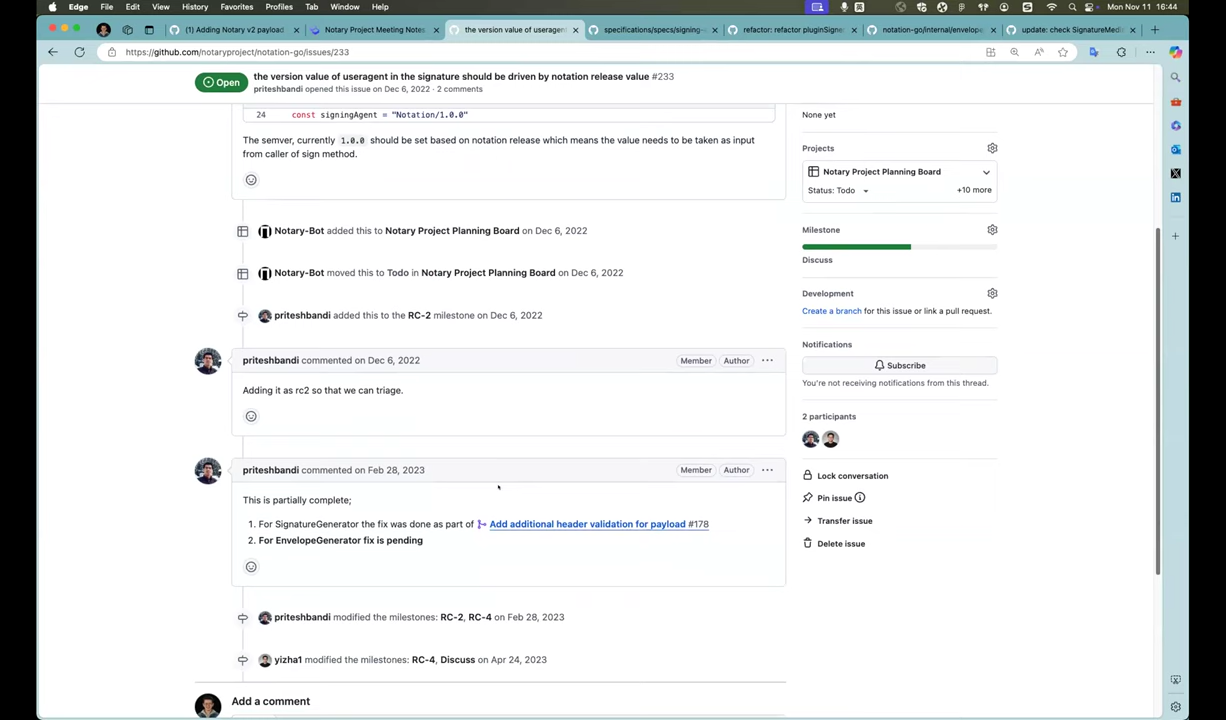 Edge File Edit View History Favorites Profiles Tab Window Help
Mon Nov 11 16:44
(1) Adding Notary v2 payload
Notary Project Meeting Notes
the version value of useragent
specifications/specs/signing-
refactor: refactor pluginSigne
notation-go/internal/envelope
update: check SignatureMedi
https://github.com/notaryproject/notation-go/issues/233
Open
the version value of useragent in the signature should be driven by notation release value #233
priteshbandi opened this issue on Dec 6, 2022 · 2 comments
24 const signingAgent = "Notation/1.0.0"
The semver, currently 1.0.0 should be set based on notation release which means the value needs to be taken as input
from caller of sign method.
Notary-Bot added this to Notary Project Planning Board on Dec 6, 2022
Notary-Bot moved this to Todo in Notary Project Planning Board on Dec 6, 2022
priteshbandi added this to the RC-2 milestone on Dec 6, 2022
priteshbandi commented on Dec 6, 2022
Member Author ···
Adding it as rc2 so that we can triage.
priteshbandi commented on Feb 28, 2023
Member Author ···
This is partially complete;
1. For SignatureGenerator the fix was done as part of Add additional header validation for payload #178
2. For EnvelopeGenerator fix is pending
priteshbandi modified the milestones: RC-2, RC-4 on Feb 28, 2023
yizha1 modified the milestones: RC-4, Discuss on Apr 24, 2023
Add a comment
None yet
Projects
Notary Project Planning Board
Status: Todo
+10 more
Milestone
Discuss
Development
Create a branch for this issue or link a pull request.
Notifications
Subscribe
You're not receiving notifications from this thread.
2 participants
Lock conversation
Pin issue
Transfer issue
Delete issue